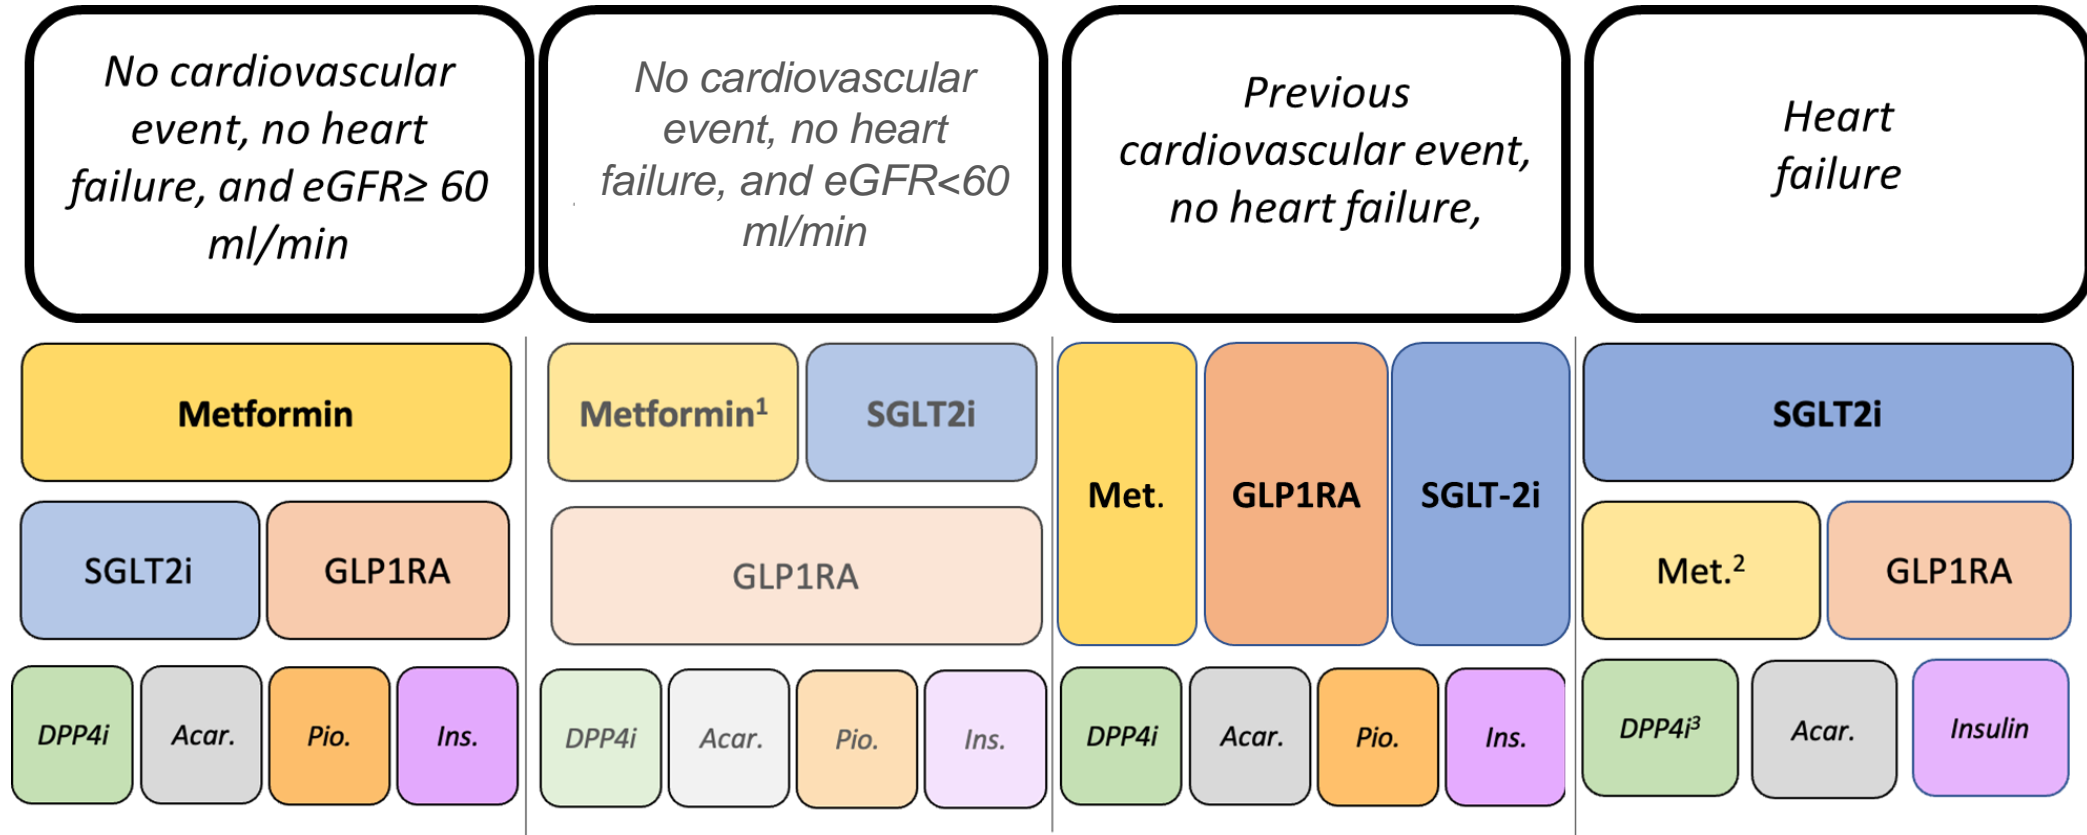 No cardiovascular
event, no heart
failure, and eGFR≥ 60
ml/min
No cardiovascular
event, no heart
failure, and eGFR<60
ml/min
Previous
cardiovascular event,
no heart failure,
Heart
failure
Metformin
SGLT2i
GLP1RA
DPP4i
Acar.
Pio.
Ins.
Metformin¹
SGLT2i
GLP1RA
DPP4i
Acar.
Pio.
Ins.
Met.
GLP1RA
SGLT-2i
DPP4i
Acar.
Pio.
Ins.
SGLT2i
Met.²
GLP1RA
DPP4i³
Acar.
Insulin